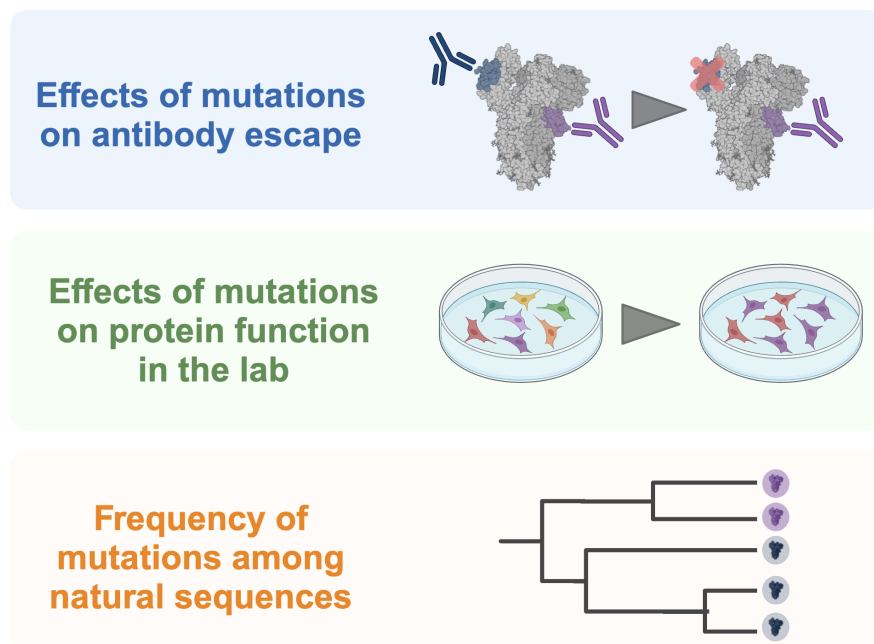 Effects of mutations
on antibody escape
Effects of mutations
on protein function
in the lab
Frequency of
mutations among
natural sequences